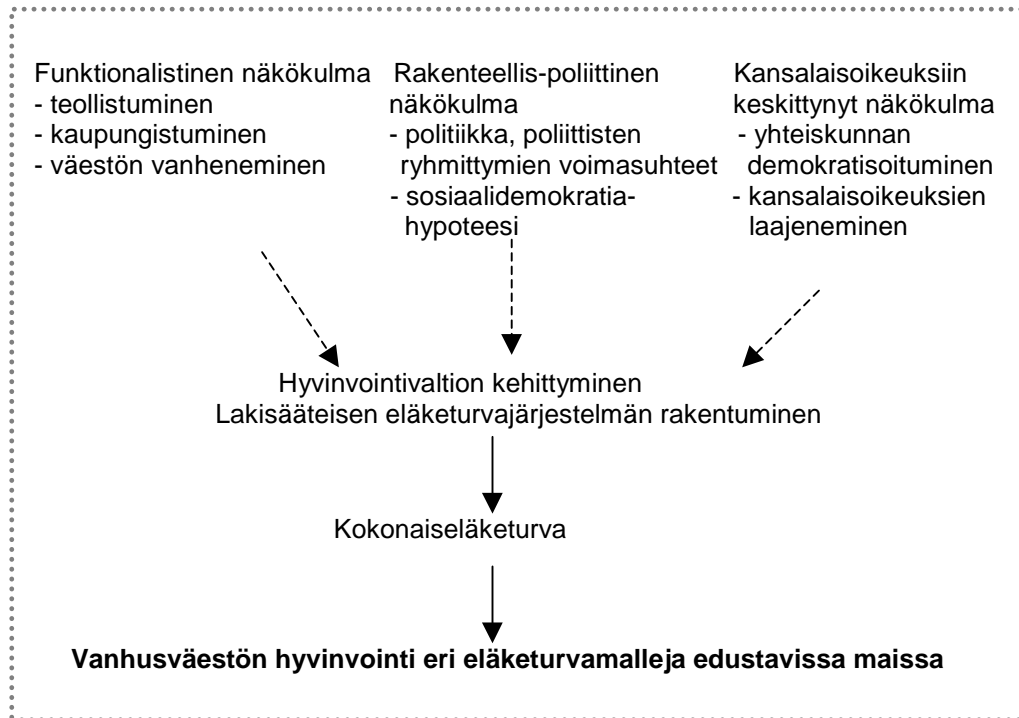 Funktionalistinen näkökulma
- teollistuminen
- kaupungistuminen
- väestön vanheneminen
Rakenteellis-poliittinen
näkökulma
- politiikka, poliittisten
ryhmittymien voimasuhteet
- sosiaalidemokratia-
hypoteesi
Kansalaisoikeuksiin
keskittynyt näkökulma
- yhteiskunnan
demokratisoituminen
- kansalaisoikeuksien
laajeneminen
Hyvinvointivaltion kehittyminen
Lakisääteisen eläketurvajärjestelmän rakentuminen
Kokonaiseläketurva
Vanhusväestön hyvinvointi eri eläketurvamalleja edustavissa maissa